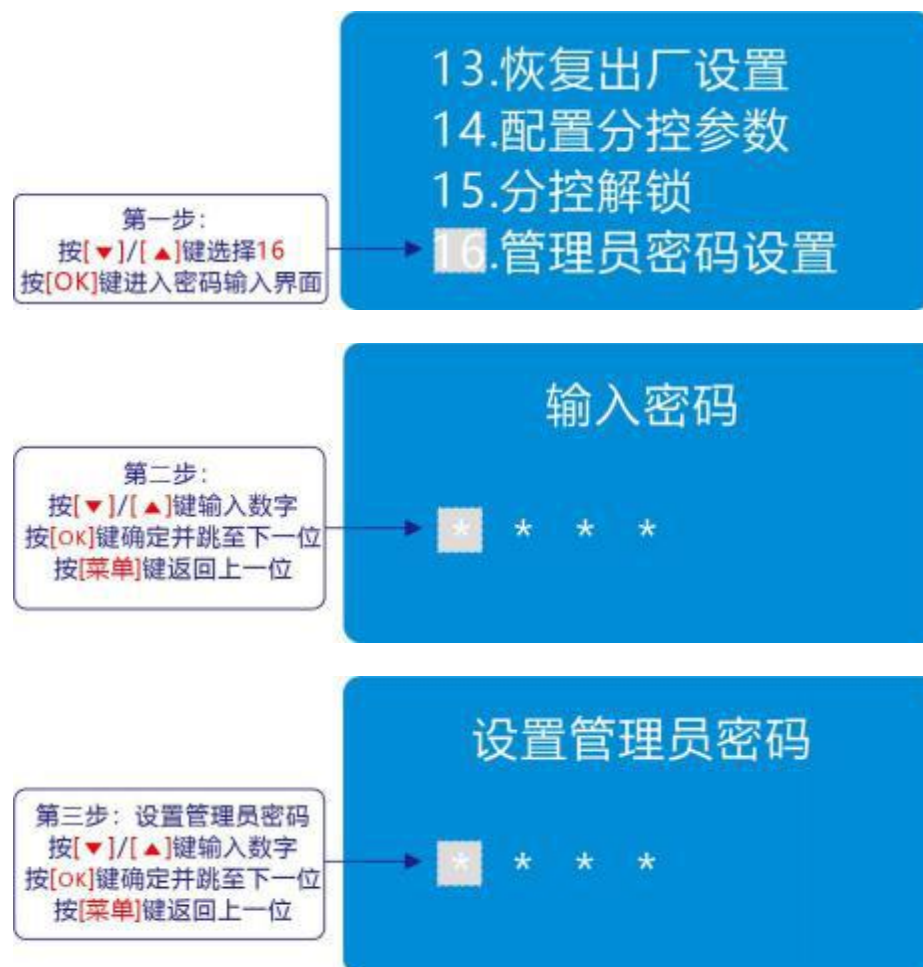 13.恢复出厂设置
14.配置分控参数
15.分控解锁
16.管理员密码设置
第一步：
按[▼]/[▲]键选择16
按[OK]键进入密码输入界面
输入密码
* * * *
第二步：
按[▼]/[▲]键输入数字
按[OK]键确定并跳至下一位
按[菜单]键返回上一位
设置管理员密码
* * * *
第三步：设置管理员密码
按[▼]/[▲]键输入数字
按[OK]键确定并跳至下一位
按[菜单]键返回上一位